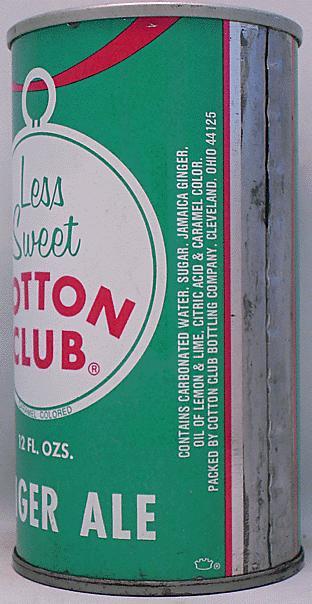 Less
Sweet
OTTON
CLUB®
CARAMEL COLORED
12 FL. OZS.
GER ALE
CONTAINS CARBONATED WATER, SUGAR, JAMAICA GINGER,
OIL OF LEMON & LIME, CITRIC ACID & CARAMEL COLOR.
PACKED BY COTTON CLUB BOTTLING COMPANY, CLEVELAND, OHIO 44125
®